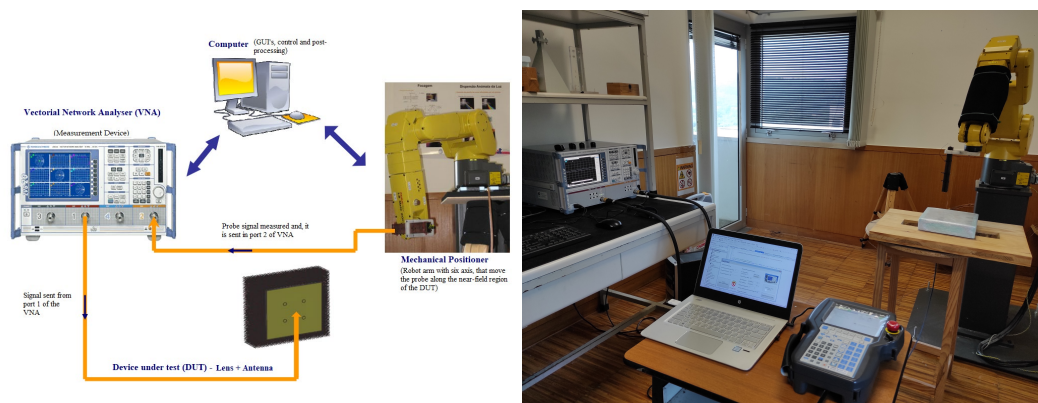 Computer (GUI's, control and post-
processing)
Vectorial Network Analyser (VNA)
(Measurement Device)
Probe signal measured and, it
is sent in port 2 of VNA
Mechanical Positioner
(Robot arm with six axis, that move
the probe along the near-field region
of the DUT)
Signal sent from
port 1 of the
VNA
Device under test (DUT) - Lens + Antenna